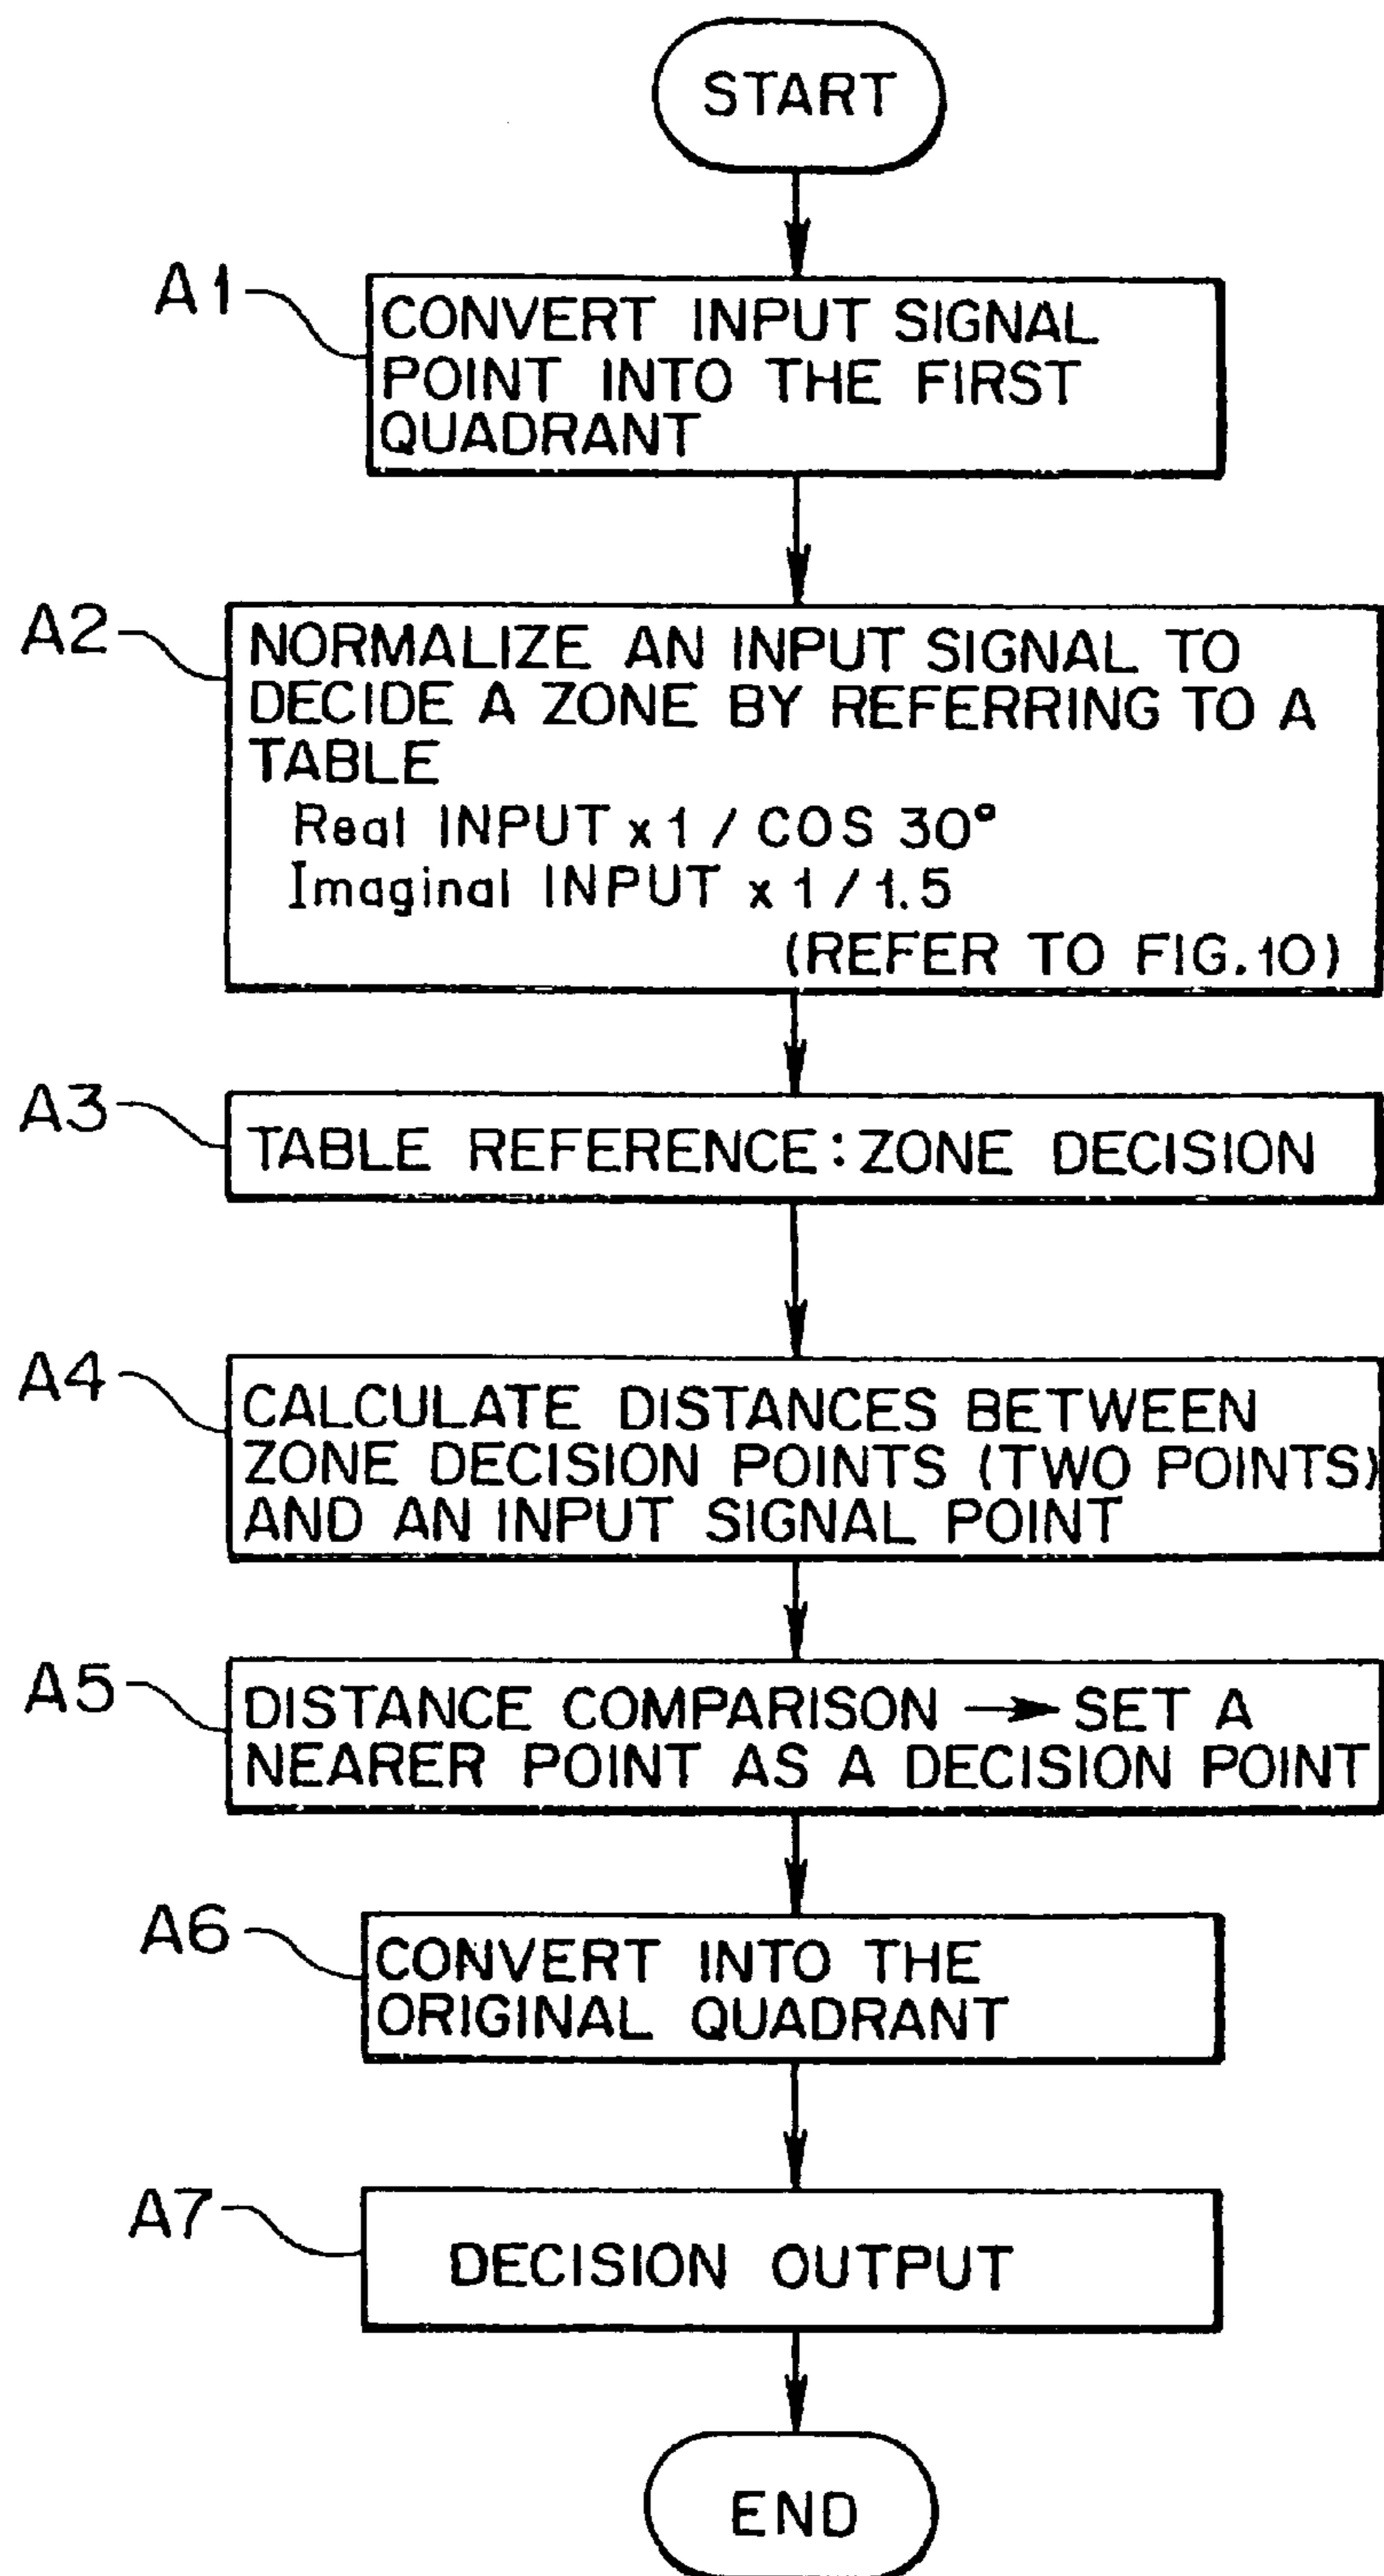 START
A1
CONVERT INPUT SIGNAL
POINT INTO THE FIRST
QUADRANT
A2
NORMALIZE AN INPUT SIGNAL TO
DECIDE A ZONE BY REFERRING TO A
TABLE
Real INPUT x 1 / COS 30°
Imaginal INPUT x 1 / 1.5
(REFER TO FIG.10)
A3
TABLE REFERENCE : ZONE DECISION
A4
CALCULATE DISTANCES BETWEEN
ZONE DECISION POINTS (TWO POINTS)
AND AN INPUT SIGNAL POINT
A5
DISTANCE COMPARISON → SET A
NEARER POINT AS A DECISION POINT
A6
CONVERT INTO THE
ORIGINAL QUADRANT
A7
DECISION OUTPUT
END